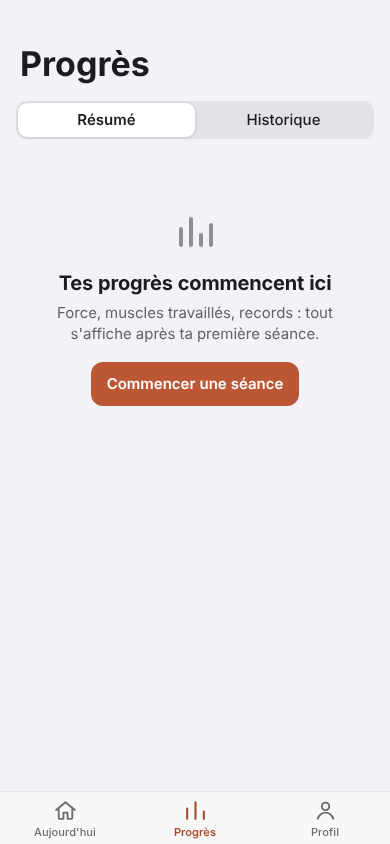 Progrès
Résumé
Historique
Tes progrès commencent ici
Force, muscles travaillés, records : tout
s'affiche après ta première séance.
Commencer une séance
Aujourd'hui
Progrès
Profil